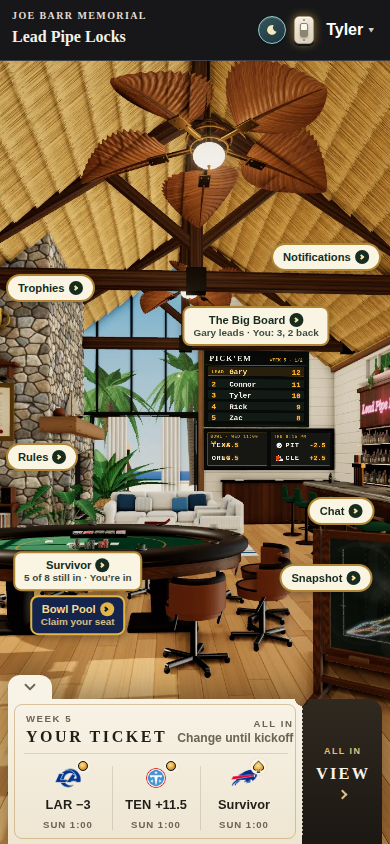 JOE BARR MEMORIAL
Lead Pipe Locks
Tyler
Notifications
Trophies
The Big Board
Gary leads · You: 3, 2 back
PICK'EM
LEAD Gary 12
2 Connor 11
3 Tyler 10
4 Rick 9
5 Zac 8
PIT -2.5
CLE +2.5
Lead Pipe
Rules
Chat
Survivor
5 of 8 still in · You're in
Snapshot
Bowl Pool
Claim your seat
WEEK 5
YOUR TICKET
ALL IN
Change until kickoff
LAR −3
TEN +11.5
Survivor
SUN 1:00
SUN 1:00
SUN 1:00
ALL IN
VIEW